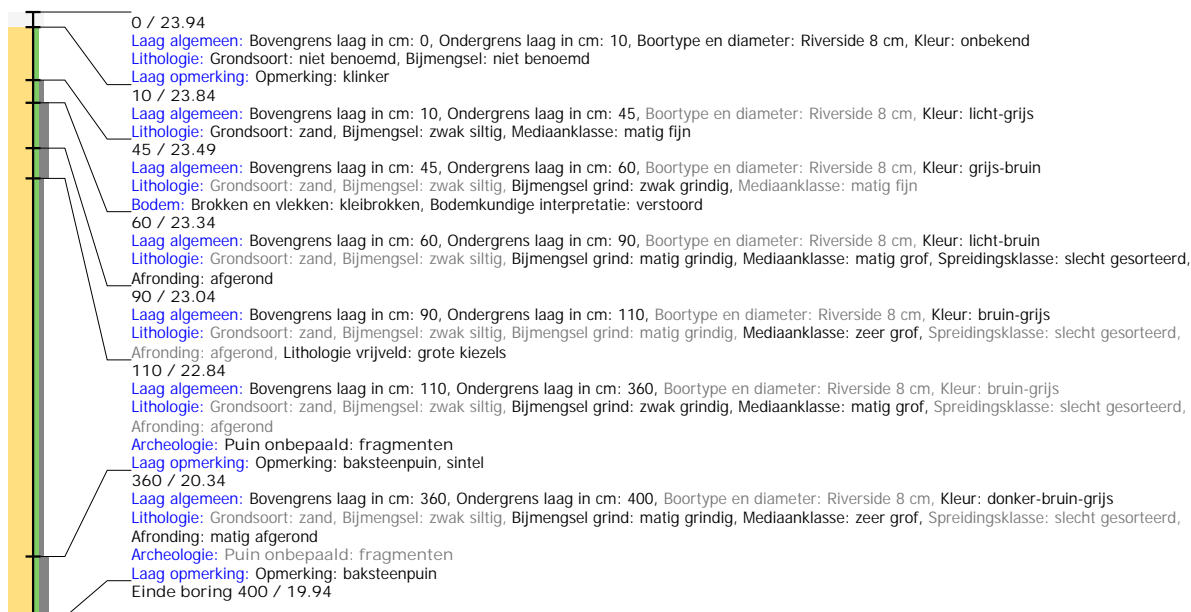 0 / 23.94
Laag algemeen: Bovengrens laag in cm: 0, Ondergrens laag in cm: 10, Boortype en diameter: Riverside 8 cm, Kleur: onbekend
Lithologie: Grondsoort: niet benoemd, Bijmengsel: niet benoemd
Laag opmerking: Opmerking: klinker
10 / 23.84
Laag algemeen: Bovengrens laag in cm: 10, Ondergrens laag in cm: 45, Boortype en diameter: Riverside 8 cm, Kleur: licht-grijs
Lithologie: Grondsoort: zand, Bijmengsel: zwak siltig, Mediaanklasse: matig fijn
45 / 23.49
Laag algemeen: Bovengrens laag in cm: 45, Ondergrens laag in cm: 60, Boortype en diameter: Riverside 8 cm, Kleur: grijs-bruin
Lithologie: Grondsoort: zand, Bijmengsel: zwak siltig, Bijmengsel grind: zwak grindig, Mediaanklasse: matig fijn
Bodem: Brokken en vlekken: kleibrokken, Bodemkundige interpretatie: verstoord
60 / 23.34
Laag algemeen: Bovengrens laag in cm: 60, Ondergrens laag in cm: 90, Boortype en diameter: Riverside 8 cm, Kleur: licht-bruin
Lithologie: Grondsoort: zand, Bijmengsel: zwak siltig, Bijmengsel grind: matig grindig, Mediaanklasse: matig grof, Spreidingsklasse: slecht gesorteerd,
Afronding: afgerond
90 / 23.04
Laag algemeen: Bovengrens laag in cm: 90, Ondergrens laag in cm: 110, Boortype en diameter: Riverside 8 cm, Kleur: bruin-grijs
Lithologie: Grondsoort: zand, Bijmengsel: zwak siltig, Bijmengsel grind: matig grindig, Mediaanklasse: zeer grof, Spreidingsklasse: slecht gesorteerd,
Afronding: afgerond, Lithologie vrijveld: grote kiezels
110 / 22.84
Laag algemeen: Bovengrens laag in cm: 110, Ondergrens laag in cm: 360, Boortype en diameter: Riverside 8 cm, Kleur: bruin-grijs
Lithologie: Grondsoort: zand, Bijmengsel: zwak siltig, Bijmengsel grind: zwak grindig, Mediaanklasse: matig grof, Spreidingsklasse: slecht gesorteerd,
Afronding: afgerond
Archeologie: Puin onbepaald: fragmenten
Laag opmerking: Opmerking: baksteenpuin, sintel
360 / 20.34
Laag algemeen: Bovengrens laag in cm: 360, Ondergrens laag in cm: 400, Boortype en diameter: Riverside 8 cm, Kleur: donker-bruin-grijs
Lithologie: Grondsoort: zand, Bijmengsel: zwak siltig, Bijmengsel grind: matig grindig, Mediaanklasse: zeer grof, Spreidingsklasse: slecht gesorteerd,
Afronding: matig afgerond
Archeologie: Puin onbepaald: fragmenten
Laag opmerking: Opmerking: baksteenpuin
Einde boring 400 / 19.94